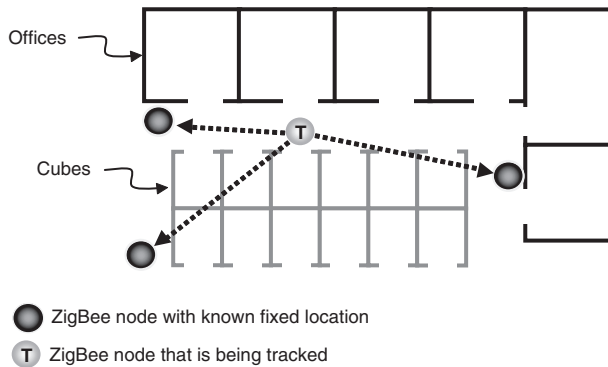 Offices
T
Cubes
ZigBee node with known fixed location
T ZigBee node that is being tracked